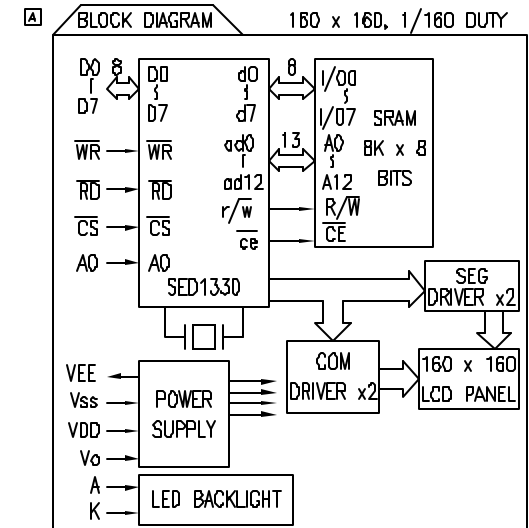 A BLOCK DIAGRAM 160 x 160, 1/160 DUTY
D0 8 D0 d0 8 I/O0
D7 D7 d7 I/O7 SRAM
WR WR ad0 13 A0 8K x 8
RD RD ad12 A12 BITS
CS CS r/w R/W
A0 A0 ce CE
SED1330
SEG
DRIVER x2
COM
DRIVER x2
160 x 160
LCD PANEL
VEE
Vss POWER
VDD SUPPLY
Vo
A LED BACKLIGHT
K